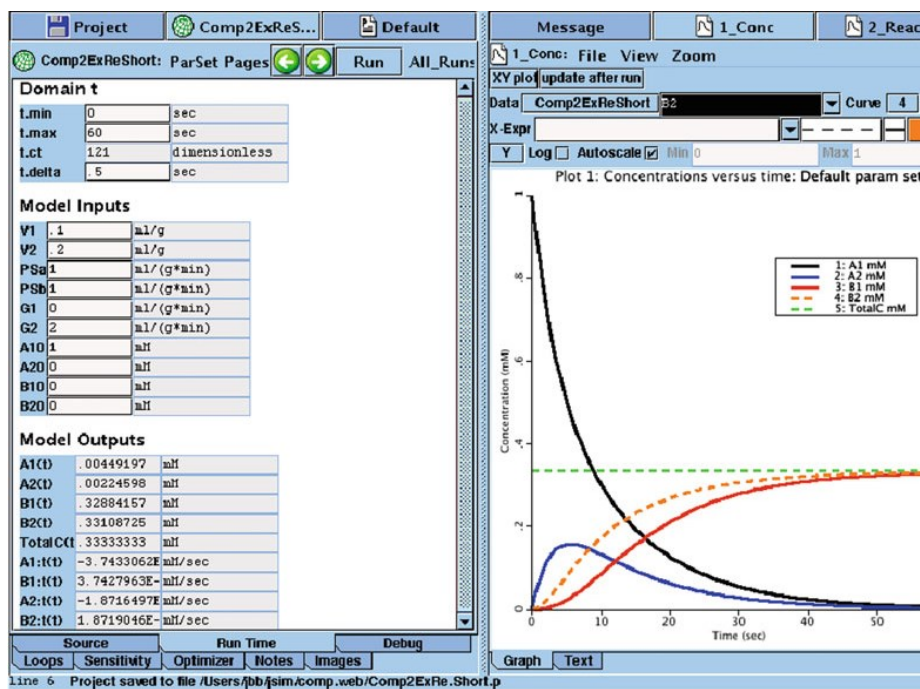 Project Comp2ExReS... Default
Comp2ExReShort: ParSet Pages Run All_Runs
Domain t
t.min 0 sec
t.max 60 sec
t.ct 121 dimensionless
t.delta .5 sec
Model Inputs
V1 .1 ml/g
V2 .2 ml/g
PSa 1 ml/(g*min)
PSb 1 ml/(g*min)
G1 0 ml/(g*min)
G2 2 ml/(g*min)
A10 1 mM
A20 0 mM
B10 0 mM
B20 0 mM
Model Outputs
A1(t) .00449197 mM
A2(t) .00224598 mM
B1(t) .32884157 mM
B2(t) .33108725 mM
TotalC(t .33333333 mM
A1:t(t) -3.7433062E- mM/sec
B1:t(t) 3.7427963E- mM/sec
A2:t(t) -1.8716497E mM/sec
B2:t(t) 1.8719046E- mM/sec
Source Run Time Debug
Loops Sensitivity Optimizer Notes Images
Message 1_Conc 2_Reac
1_Conc: File View Zoom
XY plot update after run
Data Comp2ExReShort B2 Curve 4
X-Expr
Y Log Autoscale Min 0 Max 1
Plot 1: Concentrations versus time: Default param set
1: A1 mM
2: A2 mM
3: B1 mM
4: B2 mM
5: TotalC mM
Concentration (mM)
1
.8
.6
.4
.2
0
0 10 20 30 40 50
Time (sec)
Graph Text
line 6 Project saved to file /Users/jbb/jsim/comp.web/Comp2ExRe.Short.p